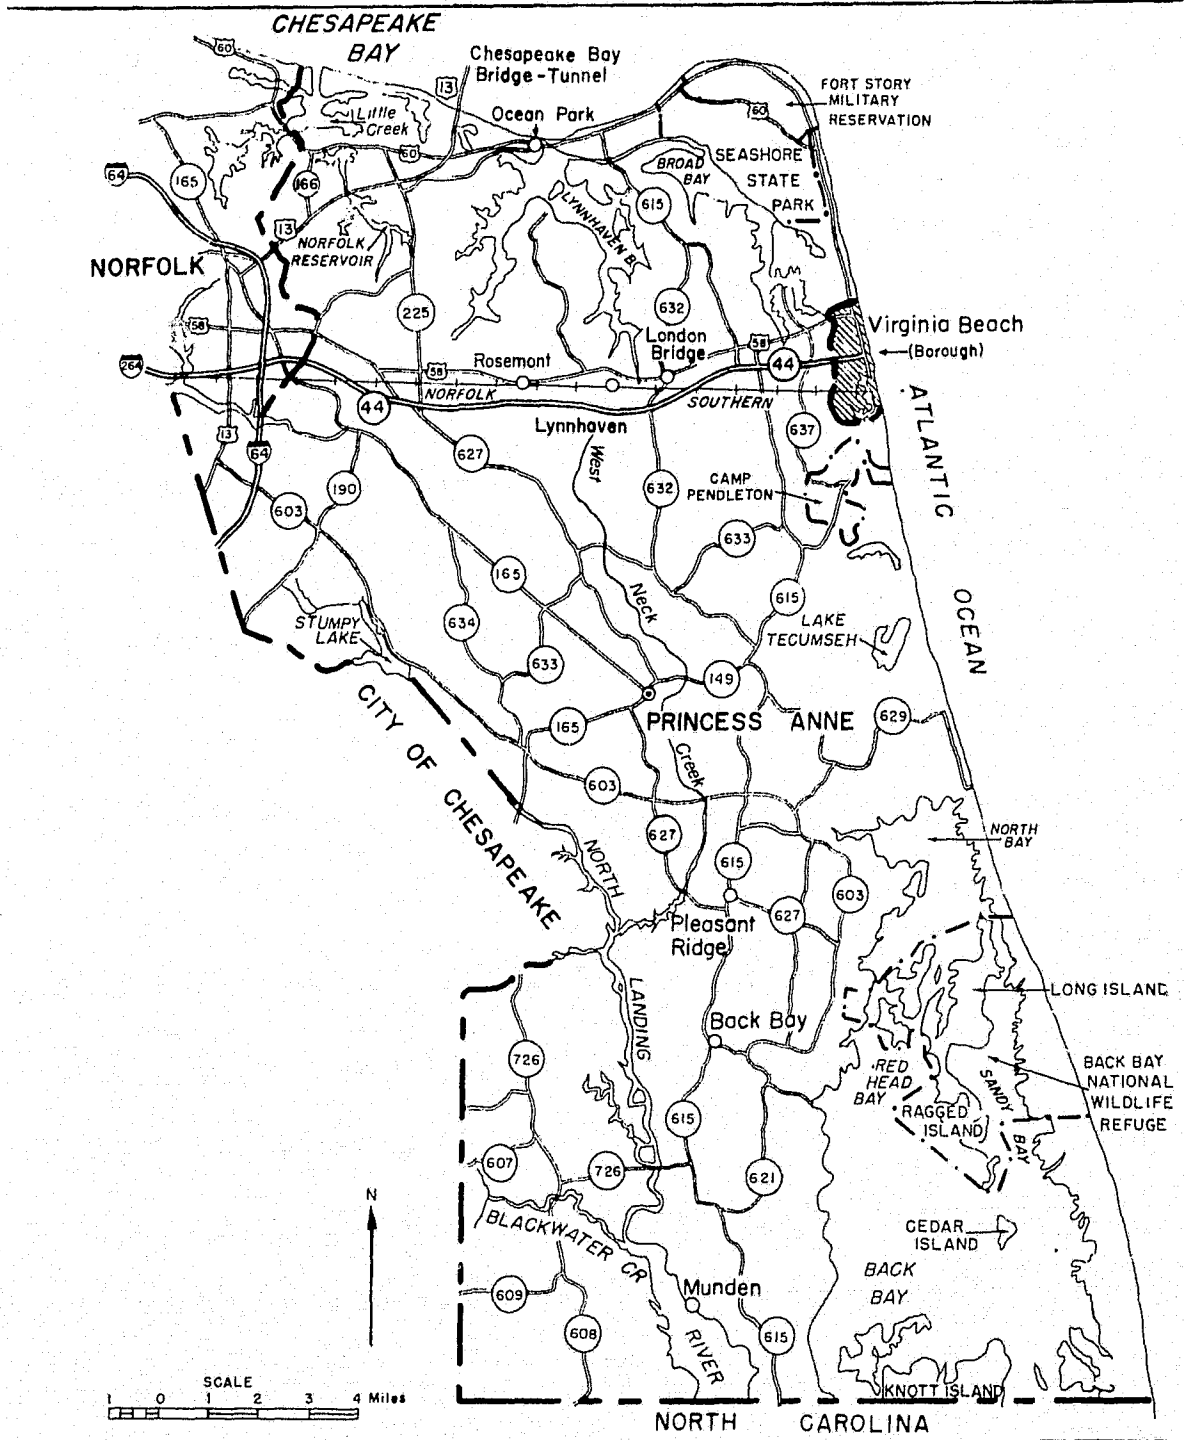 CHESAPEAKE
BAY
60
Chesapeake Bay
Bridge-Tunnel
13
Ocean Park
FORT STORY
MILITARY
RESERVATION
60
Little
Creek
60
64
165
166
BROAD
BAY
SEASHORE
STATE
PARK
615
LYNNHAVEN B.
13
NORFOLK
RESERVOIR
NORFOLK
225
632
58
London
Bridge
58
Virginia Beach
(Borough)
264
Rosemont
58
44
NORFOLK
SOUTHERN
44
Lynnhaven
ATLANTIC
OCEAN
13
64
627
West
637
190
632
CAMP
PENDLETON
603
633
165
Neck
615
634
LAKE
TECUMSEH
STUMPY
LAKE
633
149
CITY OF
CHESAPEAKE
165
PRINCESS ANNE
629
Creek
603
627
NORTH
BAY
NORTH
615
603
627
Pleasant
Ridge
LANDING
LONG ISLAND
Back Bay
726
RED
HEAD
BAY
SANDY
BAY
BACK BAY
NATIONAL
WILDLIFE
REFUGE
RAGGED
ISLAND
615
607
726
621
N
BLACKWATER CR
CEDAR
ISLAND
BACK
BAY
609
Munden
608
RIVER
615
SCALE
1 0 1 2 3 4 Miles
KNOTT ISLAND
NORTH CAROLINA